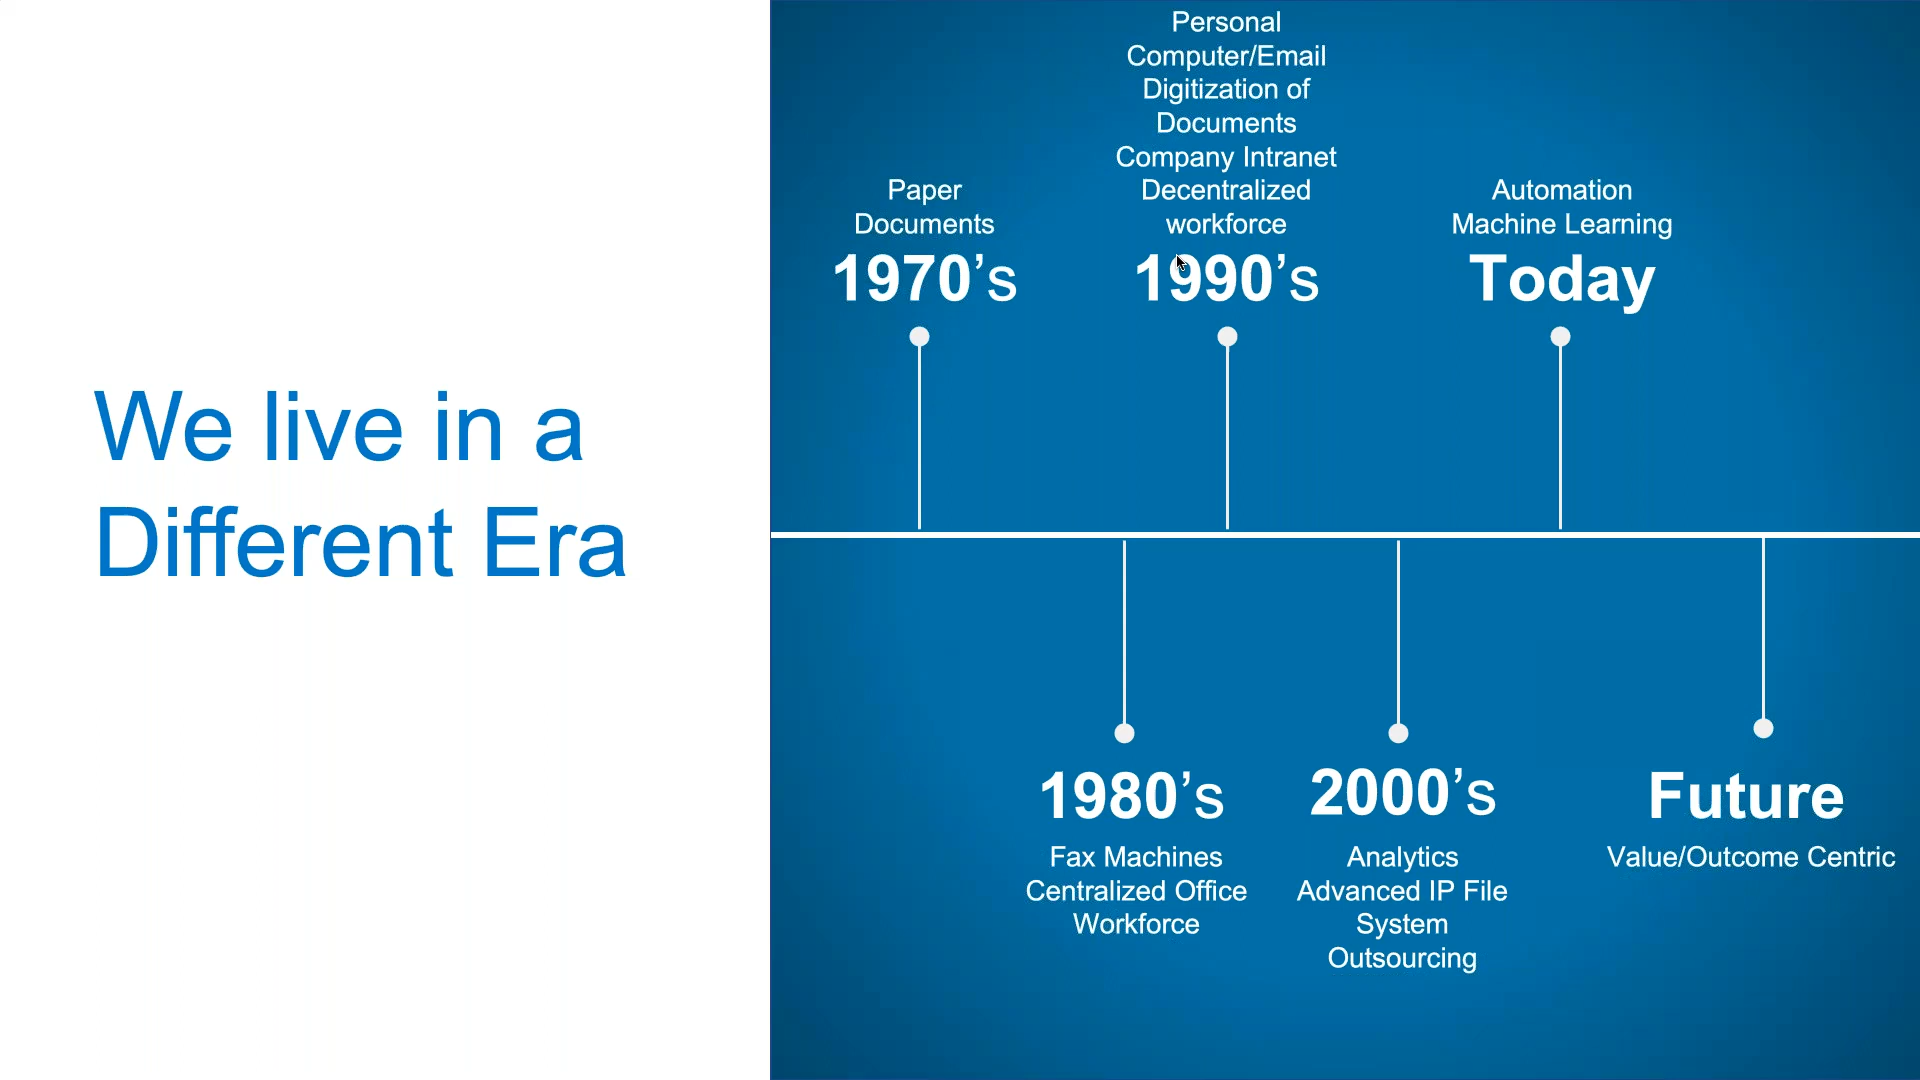 We live in a
Different Era
Paper
Documents
1970’s
Personal
Computer/Email
Digitization of
Documents
Company Intranet
Decentralized
workforce
1990’s
Automation
Machine Learning
Today
1980’s
Fax Machines
Centralized Office
Workforce
2000’s
Analytics
Advanced IP File
System
Outsourcing
Future
Value/Outcome Centric